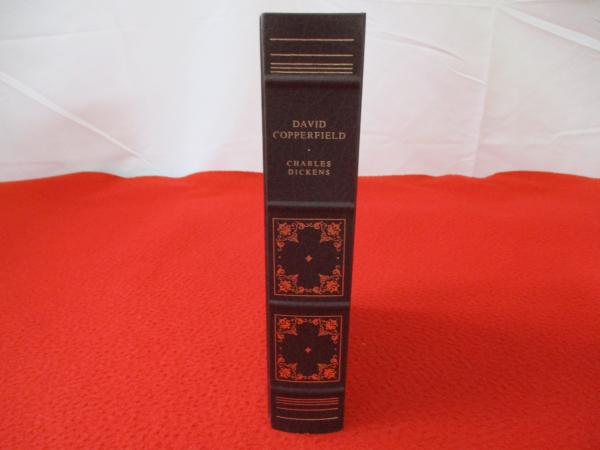 DAVID
COPPERFIELD
CHARLES
DICKENS